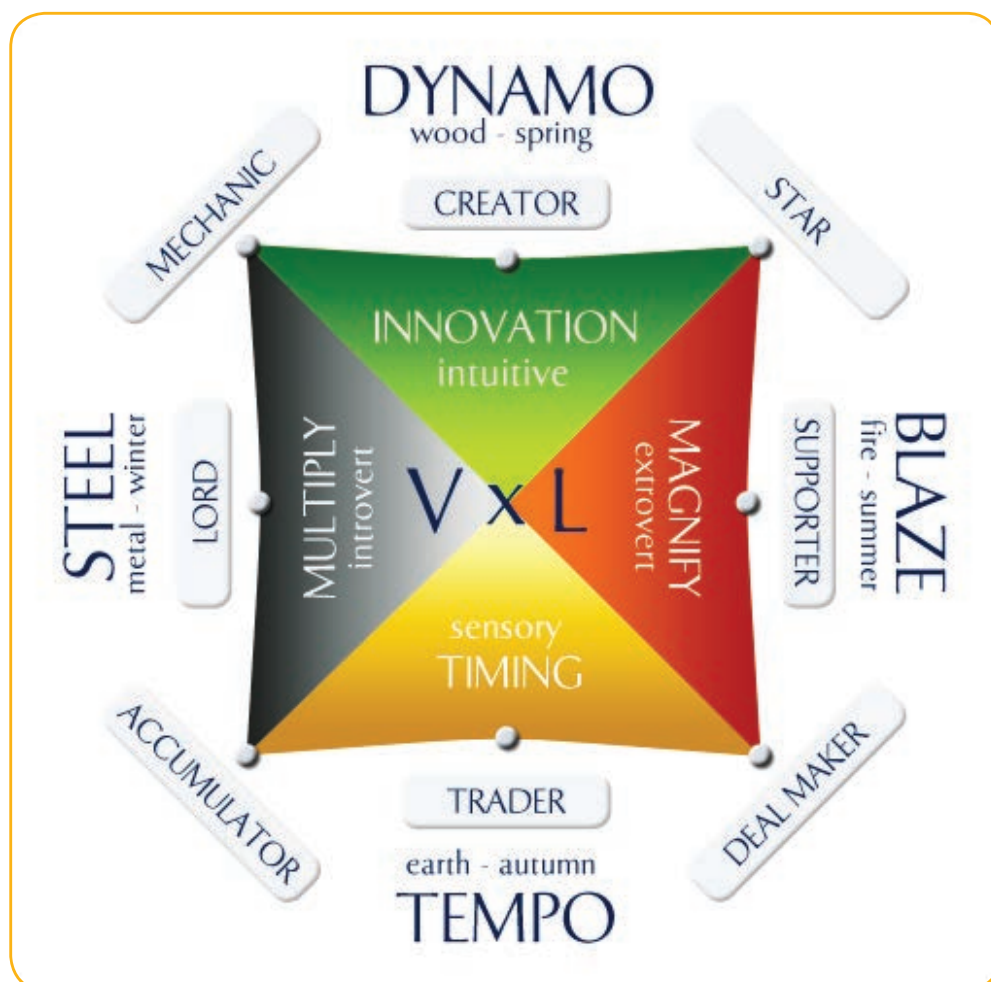 DYNAMO
wood - spring
MECHANIC
CREATOR
STAR
INNOVATION
intuitive
STEEL
metal - winter
LORD
MULTIPLY
introvert
V x L
MAGNIFY
extrovert
SUPPORTER
BLAZE
fire - summer
sensory
TIMING
ACCUMULATOR
TRADER
DEAL MAKER
earth - autumn
TEMPO